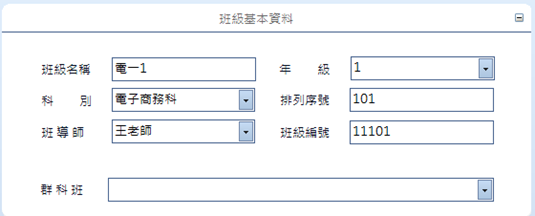 班級基本資料
班級名稱 電一1 年 級 1
科 別 電子商務科 排列序號 101
班導師 王老師 班級編號 11101
群科班